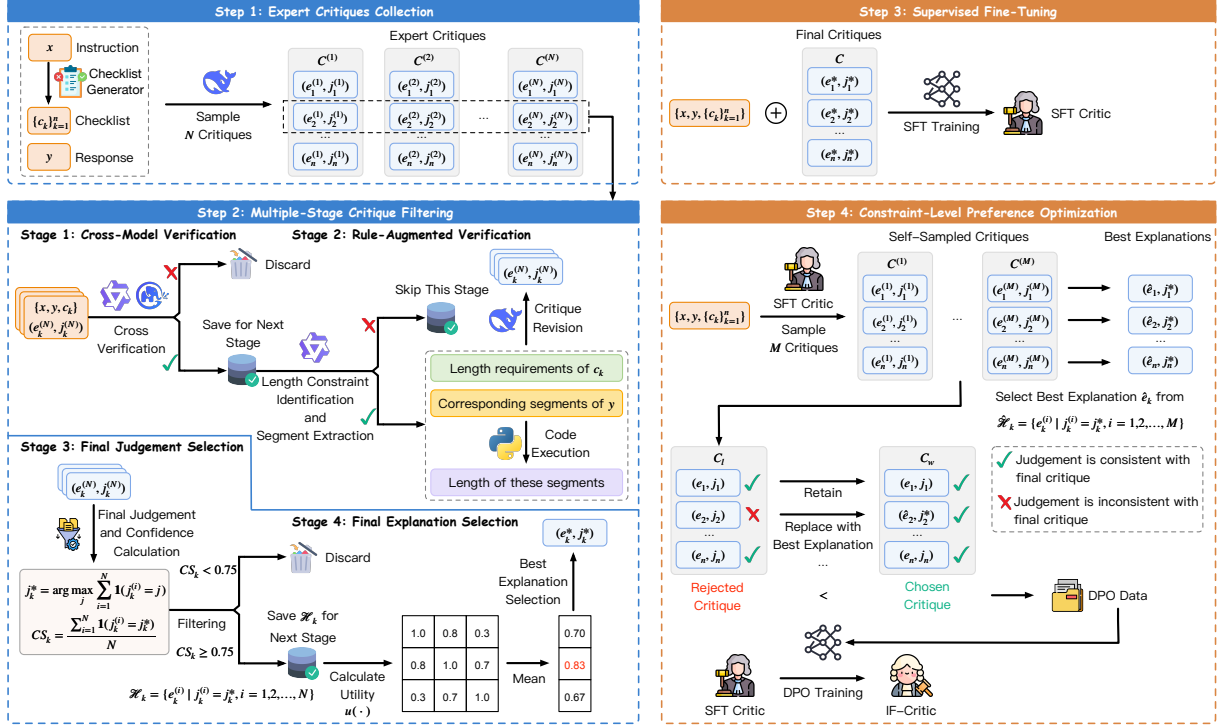 Step 1: Expert Critiques Collection
x
Instruction
Checklist
Generator
{c_k}^n_{k=1}
Checklist
y
Response
Sample
N Critiques
Expert Critiques
C^(1)
C^(2)
C^(N)
(e_1^(1), j_1^(1))
(e_1^(2), j_1^(2))
(e_1^(N), j_1^(N))
(e_2^(1), j_2^(1))
(e_2^(2), j_2^(2))
...
(e_2^(N), j_2^(N))
...
...
...
(e_n^(1), j_n^(1))
(e_n^(2), j_n^(2))
(e_n^(N), j_n^(N))
Step 2: Multiple-Stage Critique Filtering
Stage 1: Cross-Model Verification
{x, y, c_k}
(e_k^(N), j_k^(N))
Cross
Verification
Discard
Save for Next
Stage
Stage 2: Rule-Augmented Verification
Skip This Stage
Length Constraint
Identification
and
Segment Extraction
(e_k^(N), j_k^(N))
Critique
Revision
Length requirements of c_k
Corresponding segments of y
Code
Execution
Length of these segments
Stage 3: Final Judgement Selection
(e_k^(N), j_k^(N))
Final Judgement
and Confidence
Calculation
j_k^* = arg max_j ∑_{i=1}^N 1(j_k^(i) = j)
CS_k = ∑_{i=1}^N 1(j_k^(i) = j_k^*) / N
Filtering
CS_k < 0.75
CS_k ≥ 0.75
Discard
Save ℋ_k for
Next Stage
ℋ_k = {e_k^(i) | j_k^(i) = j_k^*, i = 1,2,…, N}
Stage 4: Final Explanation Selection
Calculate
Utility
u( · )
1.0 0.8 0.3
0.8 1.0 0.7
0.3 0.7 1.0
Mean
0.70
0.83
0.67
Best
Explanation
Selection
(e_k^*, j_k^*)
Step 3: Supervised Fine-Tuning
{x, y, {c_k}^n_{k=1}}
+
Final Critiques
C
(e_1^*, j_1^*)
(e_2^*, j_2^*)
...
(e_n^*, j_n^*)
SFT Training
SFT Critic
Step 4: Constraint-Level Preference Optimization
{x, y, {c_k}^n_{k=1}}
SFT Critic
Sample
M Critiques
Self-Sampled Critiques
C^(1)
C^(M)
(e_1^(1), j_1^(1))
(e_1^(M), j_1^(M))
(e_2^(1), j_2^(1))
...
(e_2^(M), j_2^(M))
...
...
(e_n^(1), j_n^(1))
(e_n^(M), j_n^(M))
Best Explanations
(ê_1, j_1^*)
(ê_2, j_2^*)
...
(ê_n, j_n^*)
Select Best Explanation ê_k from
ℋ̂_k = {e_k^(i) | j_k^(i) = j_k^*, i = 1,2,…, M}
C_l
(e_1, j_1)
(e_2, j_2)
...
(e_n, j_n)
Rejected
Critique
Retain
Replace with
Best Explanation
...
<
C_w
(e_1, j_1)
(ê_2, j_2^*)
...
(e_n, j_n)
Chosen
Critique
Judgement is consistent with
final critique
Judgement is inconsistent with
final critique
DPO Data
SFT Critic
DPO Training
IF-Critic